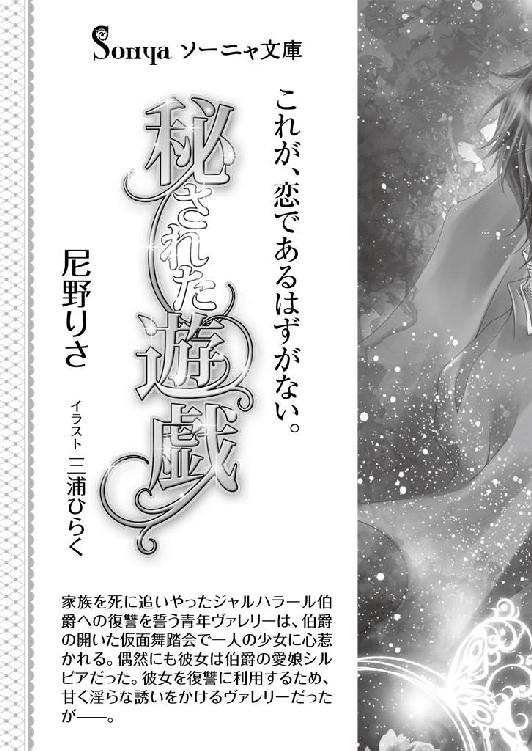 Sonya ソーニャ文庫
これが、恋であるはずがない。
秘された遊戯
尼野りさ
イラスト 三浦ひらく
家族を死に追いやったジャルハラール伯
爵への復讐を誓う青年ヴァレリーは、伯爵
の開いた仮面舞踏会で一人の少女に心惹
かれる。偶然にも彼女は伯爵の愛娘シル
ビアだった。彼女を復讐に利用するため、
甘く淫らな誘いをかけるヴァレリーだった
が――。